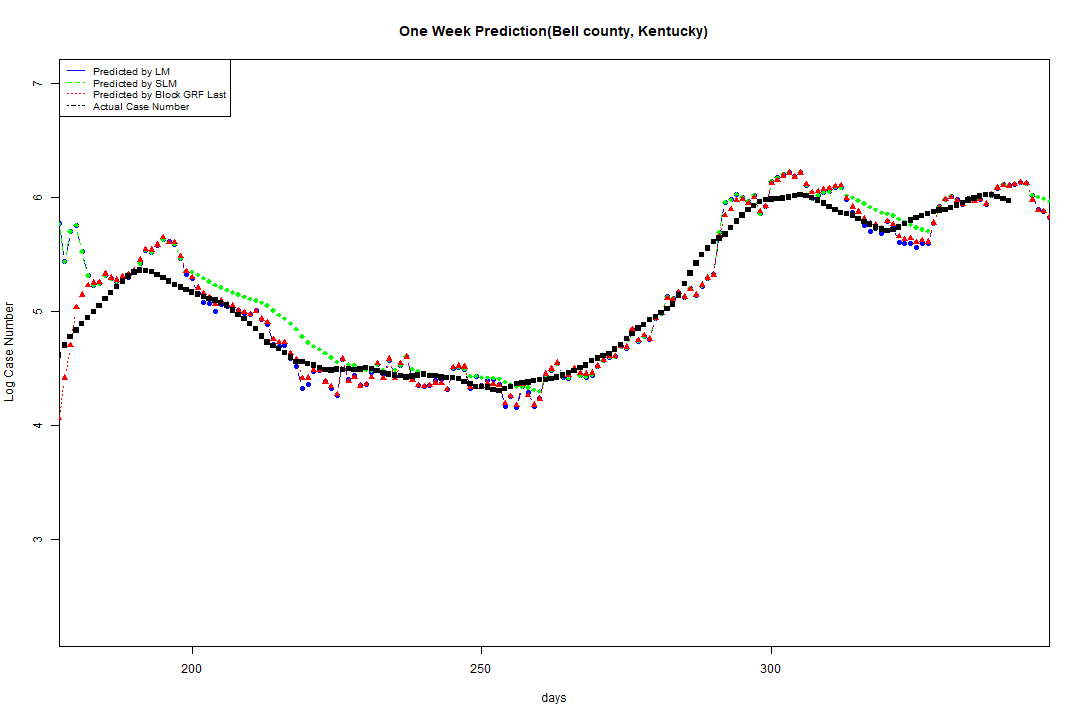 One Week Prediction(Bell county, Kentucky)
Predicted by LM
Predicted by SLM
Predicted by Block GRF Last
Actual Case Number
7
6
5
4
3
Log Case Number
200
250
300
days